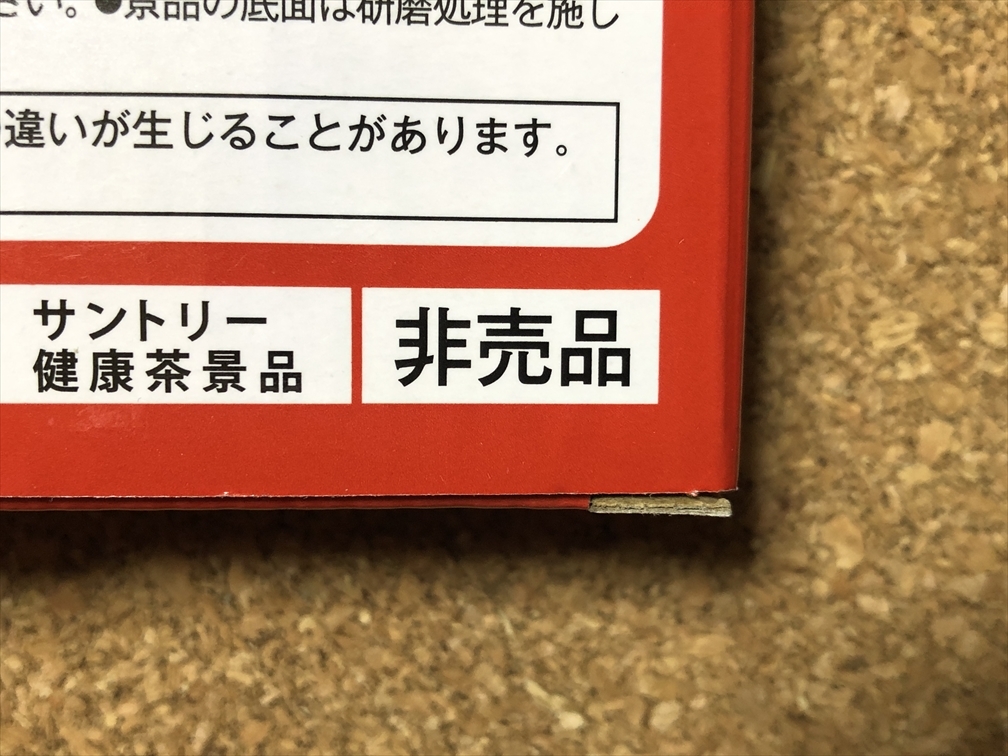 さい。●景品の底面は研磨処理を施し
違いが生じることがあります。
サントリー
健康茶景品
非売品